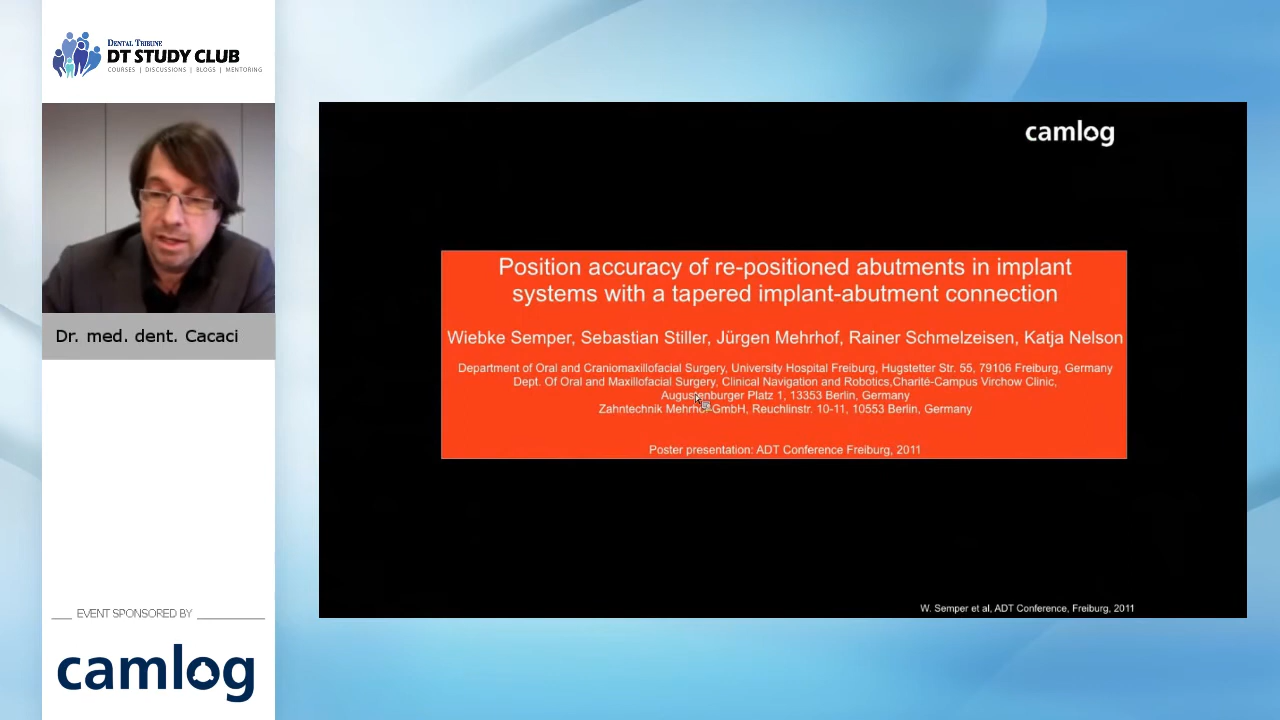 DENTAL TRIBUNE
DT STUDY CLUB
COURSES | DISCUSSIONS | BLOGS | MENTORING
Dr. med. dent. Cacaci
EVENT SPONSORED BY
camlog
camlog
Position accuracy of re-positioned abutments in implant
systems with a tapered implant-abutment connection
Wiebke Semper, Sebastian Stiller, Jürgen Mehrhof, Rainer Schmelzeisen, Katja Nelson
Department of Oral and Craniomaxillofacial Surgery, University Hospital Freiburg, Hugstetter Str. 55, 79106 Freiburg, Germany
Dept. Of Oral and Maxillofacial Surgery, Clinical Navigation and Robotics,Charité-Campus Virchow Clinic,
Augustenburger Platz 1, 13353 Berlin, Germany
Zahntechnik Mehrhof GmbH, Reuchlinstr. 10-11, 10553 Berlin, Germany
Poster presentation: ADT Conference Freiburg, 2011
W. Semper et al, ADT Conference, Freiburg, 2011